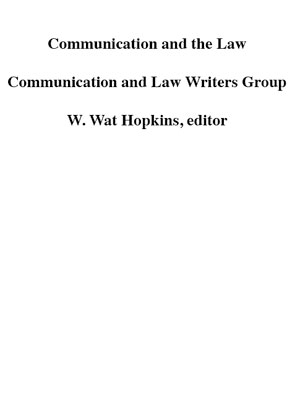 Communication and the Law
Communication and Law Writers Group
W. Wat Hopkins, editor